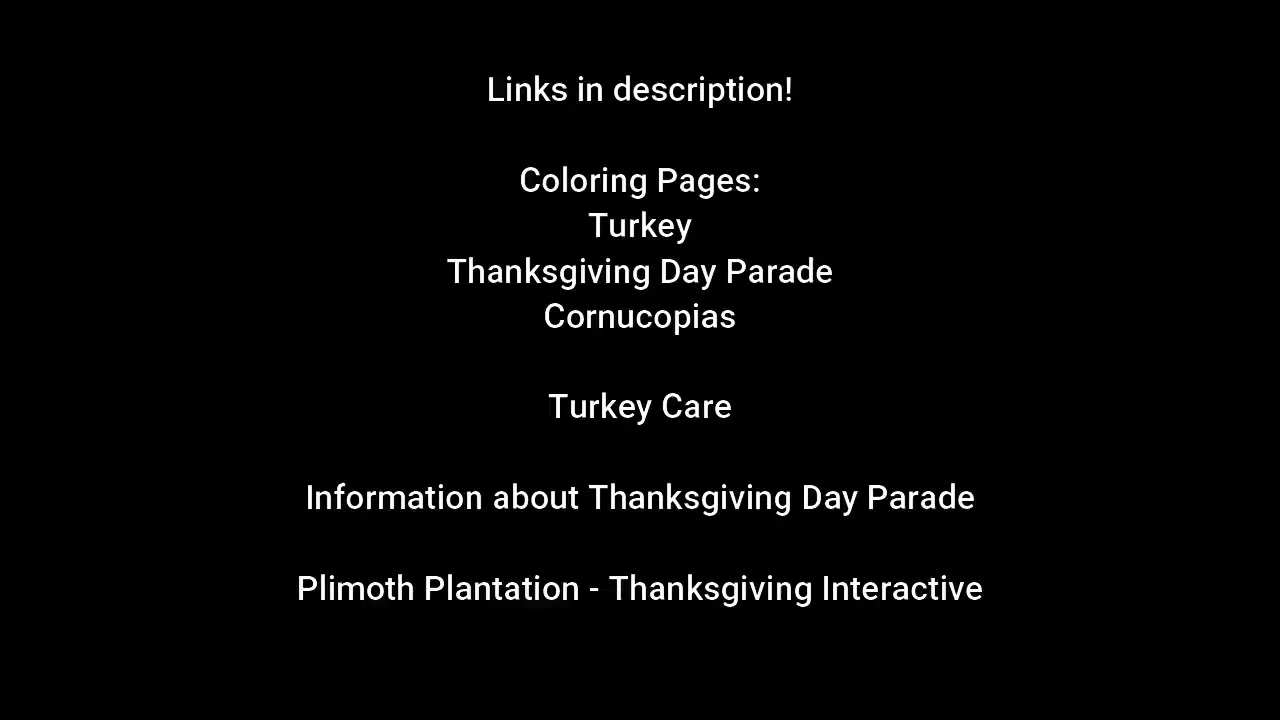 Links in description!
Coloring Pages:
Turkey
Thanksgiving Day Parade
Cornucopias
Turkey Care
Information about Thanksgiving Day Parade
Plimoth Plantation - Thanksgiving Interactive